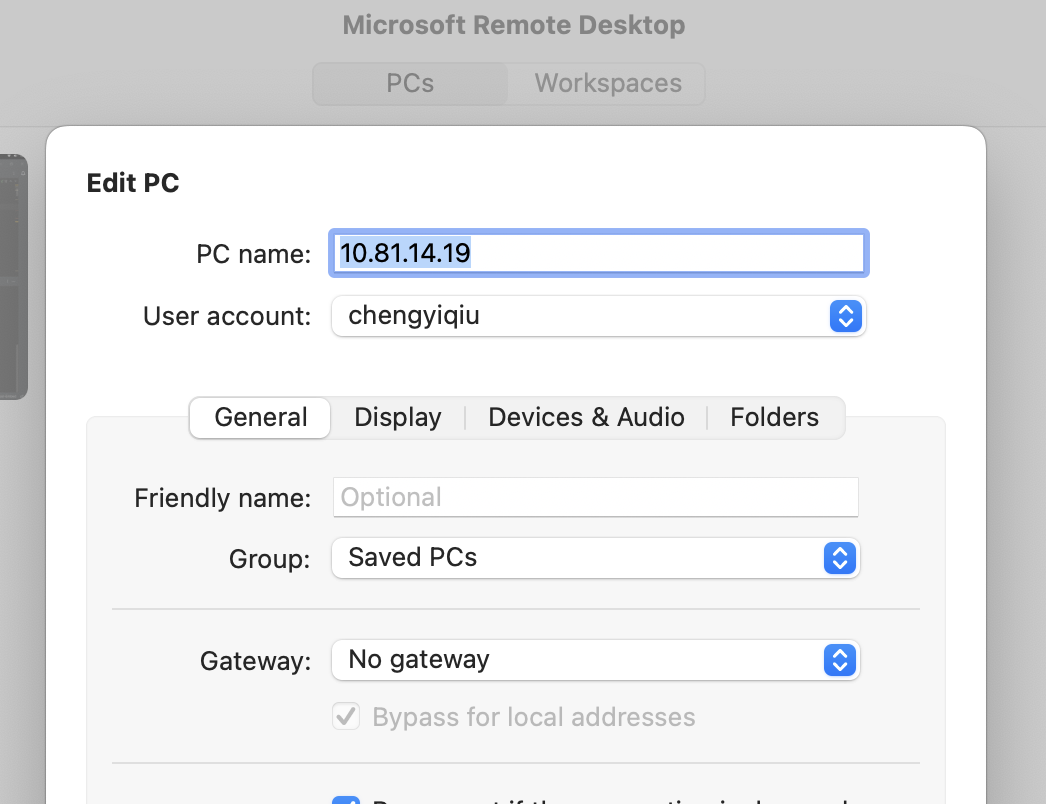 Microsoft Remote Desktop
PCs Workspaces
Edit PC
PC name: 10.81.14.19
User account: chengyiqiu
General Display Devices & Audio Folders
Friendly name: Optional
Group: Saved PCs
Gateway: No gateway
Bypass for local addresses